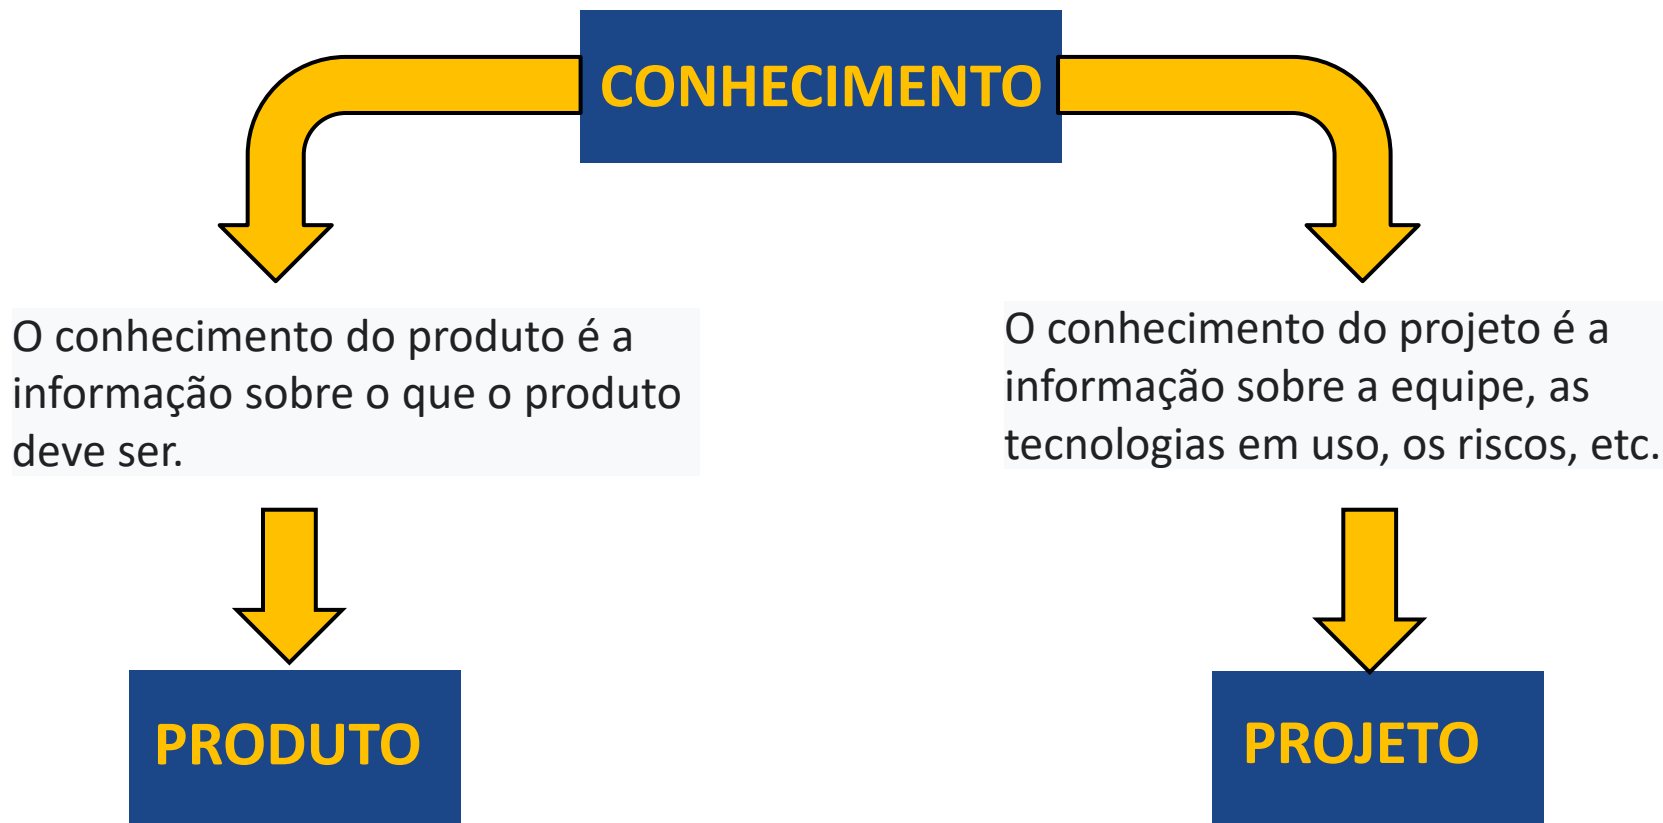 CONHECIMENTO
O conhecimento do produto é a
informação sobre o que o produto
deve ser.
O conhecimento do projeto é a
informação sobre a equipe, as
tecnologias em uso, os riscos, etc.
PRODUTO
PROJETO